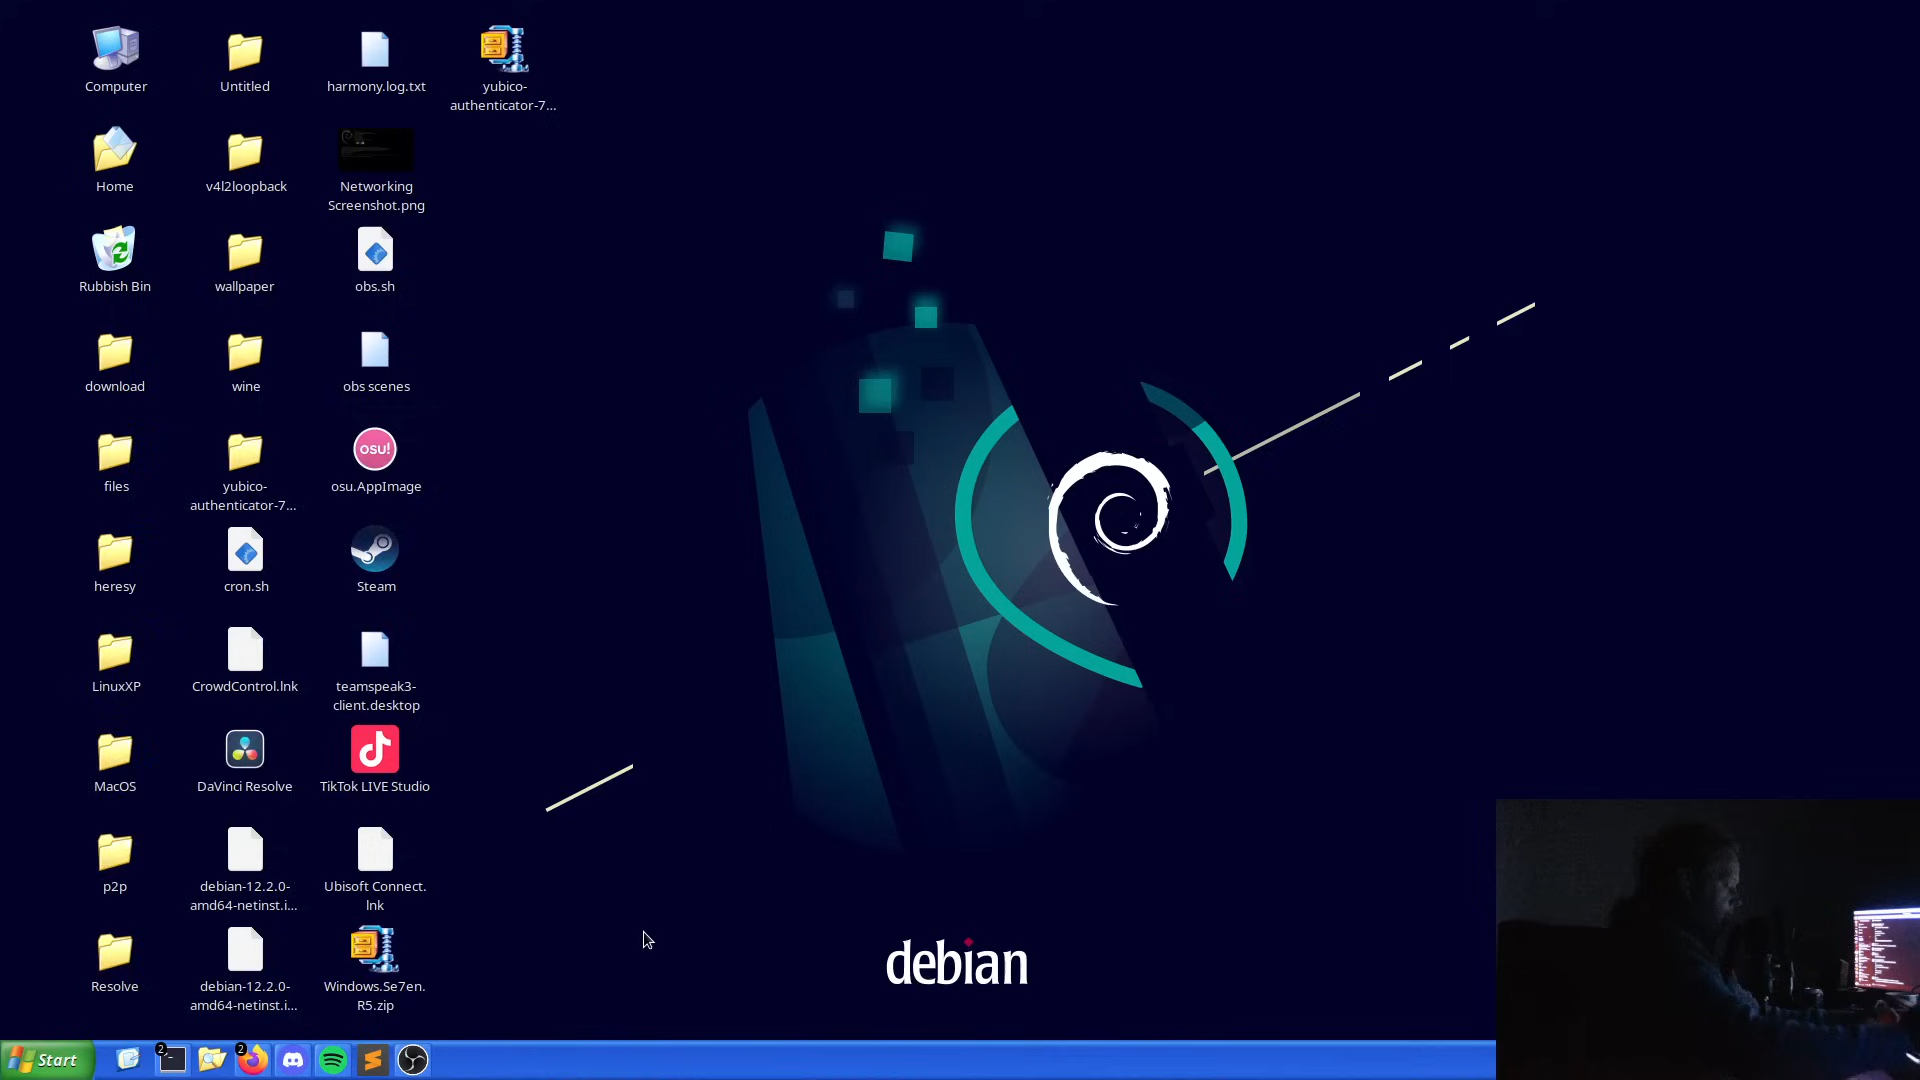 Computer
Home
Rubbish Bin
download
files
heresy
LinuxXP
MacOS
p2p
Resolve
Untitled
v4l2loopback
wallpaper
wine
yubico-
authenticator-7...
cron.sh
CrowdControl.lnk
DaVinci Resolve
debian-12.2.0-
amd64-netinst.i...
debian-12.2.0-
amd64-netinst.i...
harmony.log.txt
Networking
Screenshot.png
obs.sh
obs scenes
osu!
osu.AppImage
Steam
teamspeak3-
client.desktop
TikTok LIVE Studio
Ubisoft Connect.
lnk
Windows.Se7en.
R5.zip
yubico-
authenticator-7...
debian
Start
2
2